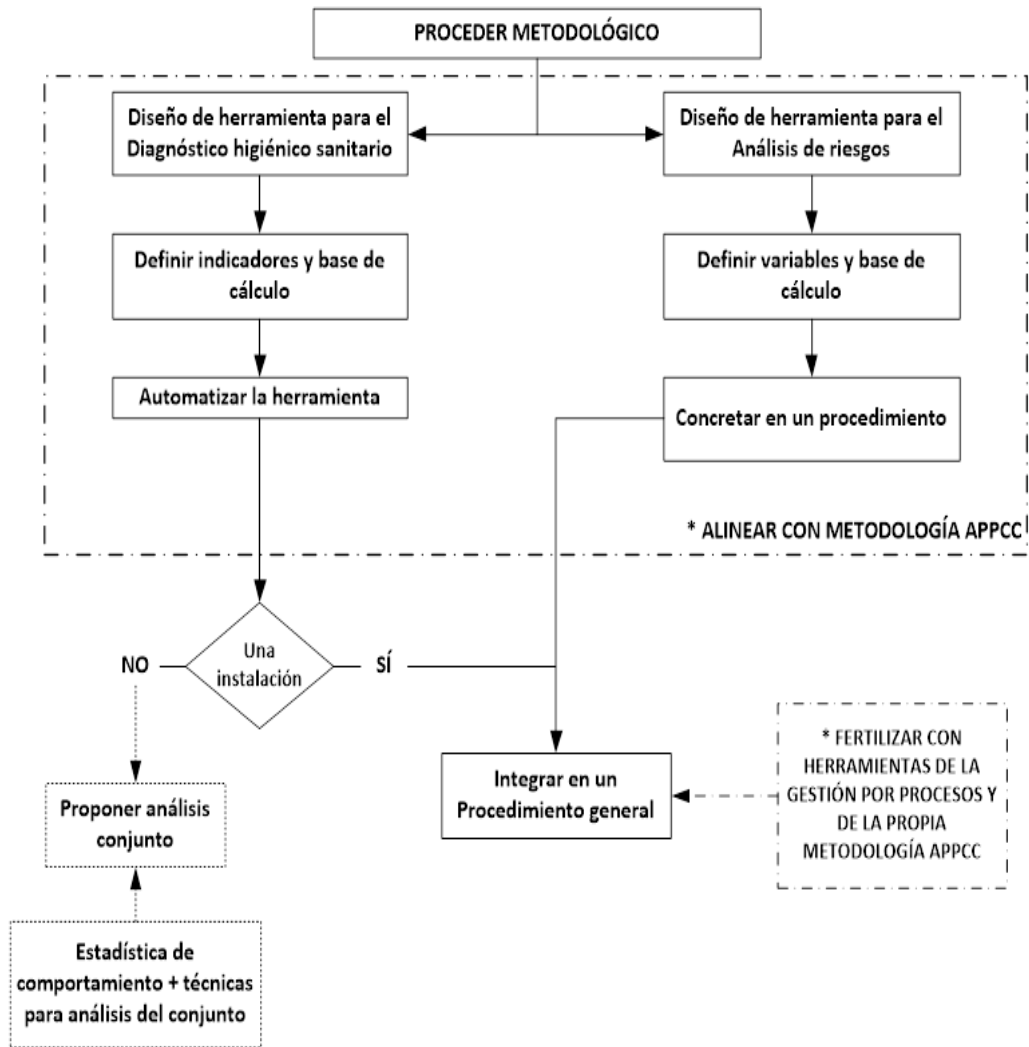 PROCEDER METODOLÓGICO
Diseño de herramienta para el
Diagnóstico higiénico sanitario
Diseño de herramienta para el
Análisis de riesgos
Definir indicadores y base de
cálculo
Definir variables y base de
cálculo
Automatizar la herramienta
Concretar en un procedimiento
* ALINEAR CON METODOLOGÍA APPCC
Una
instalación
NO
SÍ
Proponer análisis
conjunto
Integrar en un
Procedimiento general
* FERTILIZAR CON
HERRAMIENTAS DE LA
GESTIÓN POR PROCESOS Y
DE LA PROPIA
METODOLOGÍA APPCC
Estadística de
comportamiento + técnicas
para análisis del conjunto